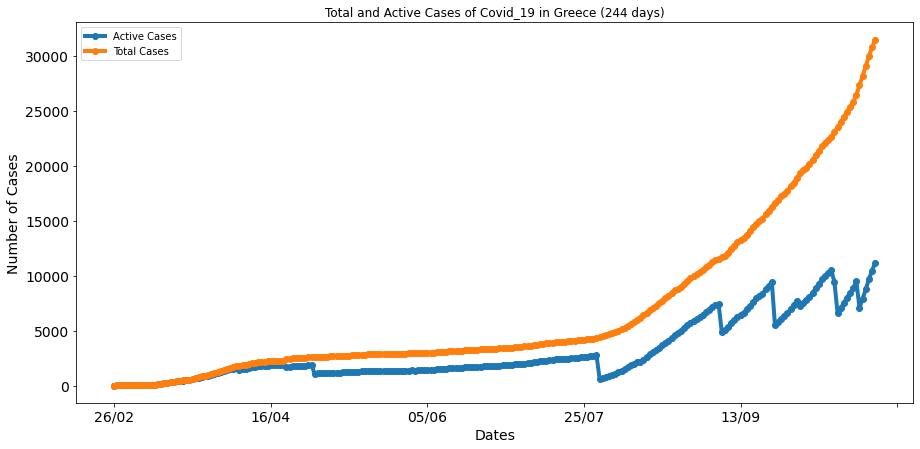 Total and Active Cases of Covid_19 in Greece (244 days)
Active Cases
Total Cases
Number of Cases
30000
25000
20000
15000
10000
5000
0
26/02
16/04
05/06
25/07
13/09
Dates